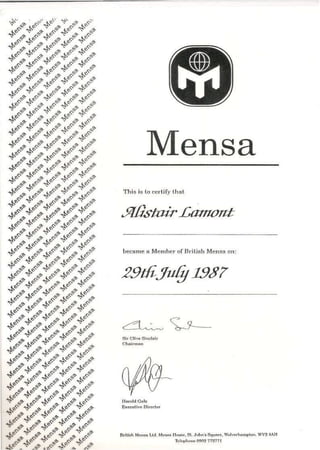 Mensa
This is to certify that
Alistair Lamont
became a Member of British Mensa on:
29th July 1987
Sir Clive Sinclair
Chairman
Harold Gale
Executive Director
British Mensa Ltd, Mensa House, St. John's Square, Wolverhampton, WV2 4AH
Telephone 0902 772771